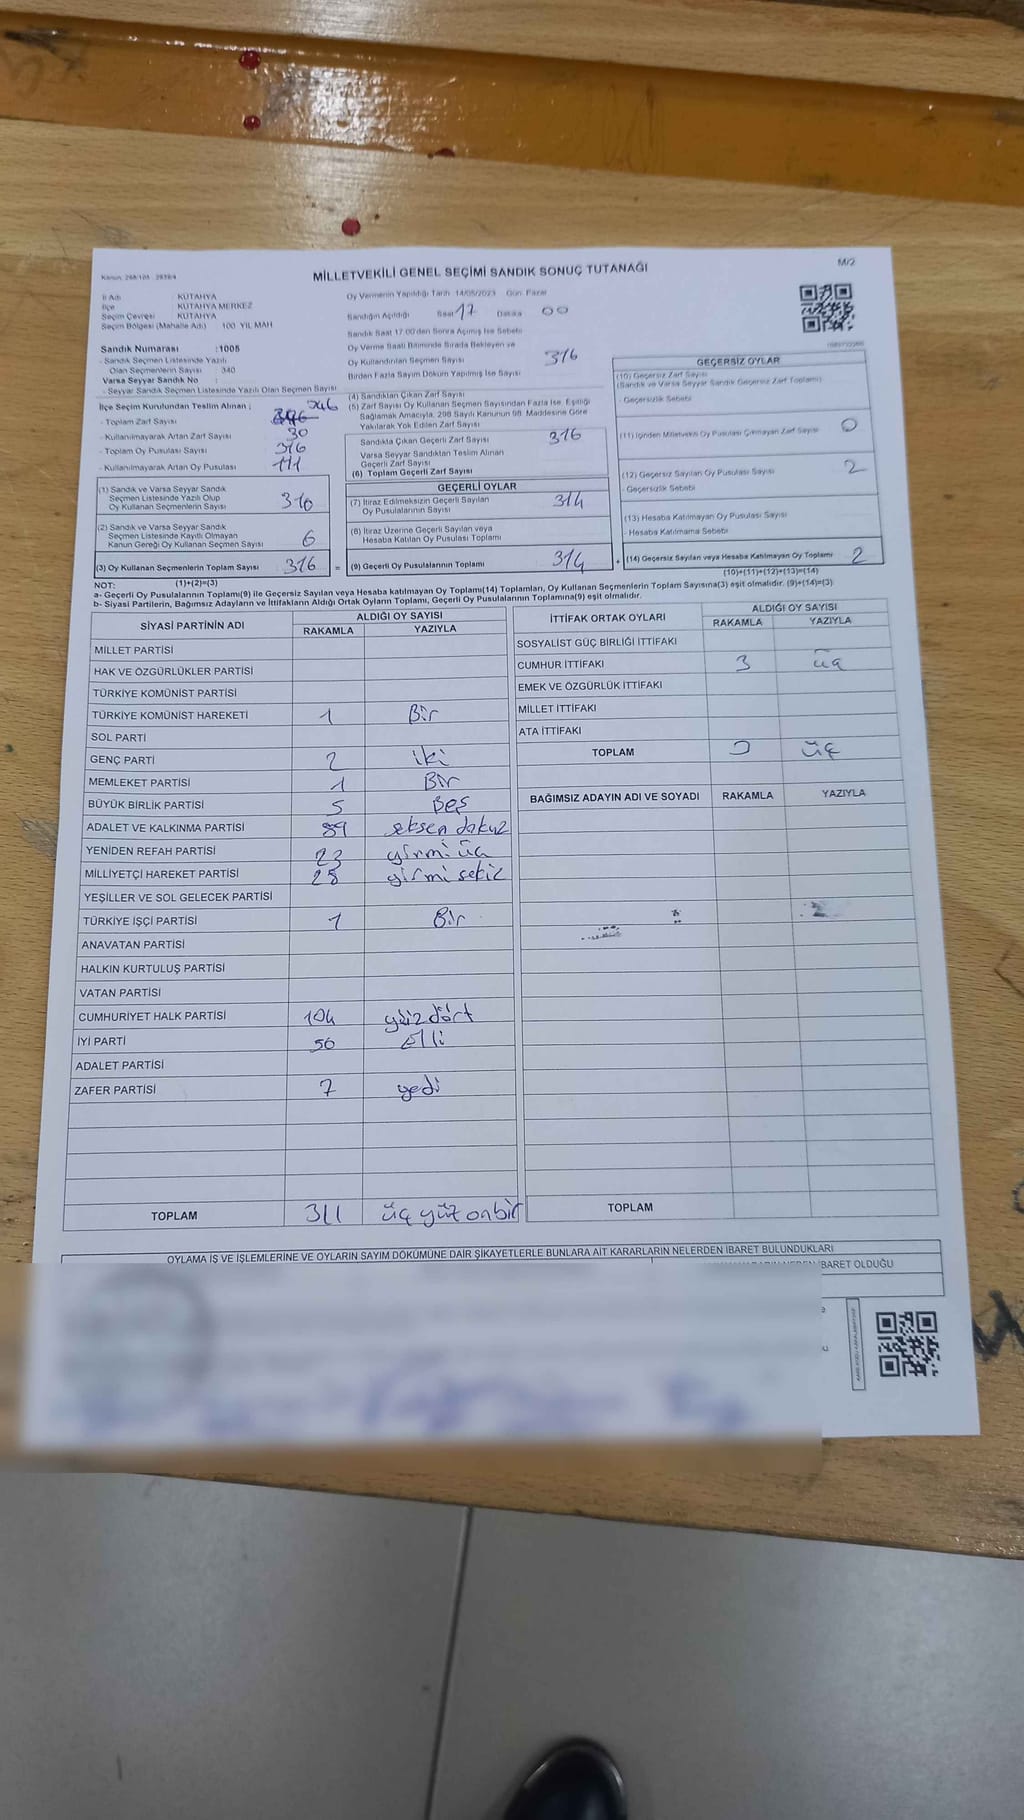 MİLLETVEKİLİ GENEL SEÇİMİ SANDIK SONUÇ TUTANAĞI
M/2
İl Adı : KÜTAHYA
İlçe : KÜTAHYA MERKEZ
Seçim Çevresi : KÜTAHYA
Seçim Bölgesi (Mahalle Adı) : 100. YIL MAH
Sandık Numarası : 1005
- Sandık Seçmen Listesinde Yazılı
Olan Seçmenlerin Sayısı : 340
Varsa Seyyar Sandık No :
- Seyyar Sandık Seçmen Listesinde Yazılı Olan Seçmen Sayısı
İlçe Seçim Kurulundan Teslim Alınan ;
- Toplam Zarf Sayısı 346
- Kullanılmayarak Artan Zarf Sayısı 30
- Toplam Oy Pusulası Sayısı
- Kullanılmayarak Artan Oy Pusulası 111
(1) Sandık ve Varsa Seyyar Sandık
Seçmen Listesinde Yazılı Olup
Oy Kullanan Seçmenlerin Sayısı 310
(2) Sandık ve Varsa Seyyar Sandık
Seçmen Listesinde Kayıtlı Olmayan
Kanun Gereği Oy Kullanan Seçmen Sayısı 6
(3) Oy Kullanan Seçmenlerin Toplam Sayısı 316
(1)+(2)=(3)
Oy Vermenin Yapıldığı Tarih 14/05/2023 Gün: Pazar
Sandığın Açıldığı Saat 17 Dakika 00
Sandık Saat 17:00'den Sonra Açılmış İse Sebebi
Oy Verme Saati Bitiminde Sırada Bekleyen ve
Oy Kullandırılan Seçmen Sayısı 316
Birden Fazla Sayım Döküm Yapılmış İse Sayısı
(4) Sandıktan Çıkan Zarf Sayısı
(5) Zarf Sayısı Oy Kullanan Seçmen Sayısından Fazla İse, Eşitliği
Sağlamak Amacıyla, 298 Sayılı Kanunun 98. Maddesine Göre
Yakılarak Yok Edilen Zarf Sayısı
Sandıkta Çıkan Geçerli Zarf Sayısı 316
Varsa Seyyar Sandıktan Teslim Alınan
Geçerli Zarf Sayısı
(6) Toplam Geçerli Zarf Sayısı
GEÇERLİ OYLAR
(7) İtiraz Edilmeksizin Geçerli Sayılan
Oy Pusulalarının Sayısı 314
(8) İtiraz Üzerine Geçerli Sayılan veya
Hesaba Katılan Oy Pusulası Toplamı
= (9) Geçerli Oy Pusulalarının Toplamı 314
GEÇERSİZ OYLAR
(10) Geçersiz Zarf Sayısı
(Sandık ve Varsa Seyyar Sandık Geçersiz Zarf Toplamı)
- Geçersizlik Sebebi
(11) İçinden Milletvekili Oy Pusulası Çıkmayan Zarf Sayısı 0
(12) Geçersiz Sayılan Oy Pusulası Sayısı 2
- Geçersizlik Sebebi
(13) Hesaba Katılmayan Oy Pusulası Sayısı
- Hesaba Katılmama Sebebi
+ (14) Geçersiz Sayılan veya Hesaba Katılmayan Oy Toplamı 2
(10)+(11)+(12)+(13)=(14)
NOT:
a- Geçerli Oy Pusulalarının Toplamı(9) ile Geçersiz Sayılan veya Hesaba katılmayan Oy Toplamı(14) Toplamları, Oy Kullanan Seçmenlerin Toplam Sayısına(3) eşit olmalıdır. (9)+(14)=(3)
b- Siyasi Partilerin, Bağımsız Adayların ve İttifakların Aldığı Ortak Oyların Toplamı, Geçerli Oy Pusulalarının Toplamına(9) eşit olmalıdır.
SİYASİ PARTİNİN ADI ALDIĞI OY SAYISI
RAKAMLA YAZIYLA
MİLLET PARTİSİ
HAK VE ÖZGÜRLÜKLER PARTİSİ
TÜRKİYE KOMÜNİST PARTİSİ
TÜRKİYE KOMÜNİST HAREKETİ 1 Bir
SOL PARTİ
GENÇ PARTİ 2 iki
MEMLEKET PARTİSİ 1 Bir
BÜYÜK BİRLİK PARTİSİ 5 Beş
ADALET VE KALKINMA PARTİSİ 89 seksen dokuz
YENİDEN REFAH PARTİSİ 23 yirmi üç
MİLLİYETÇİ HAREKET PARTİSİ 28 yirmi sekiz
YEŞİLLER VE SOL GELECEK PARTİSİ
TÜRKİYE İŞÇİ PARTİSİ 1 Bir
ANAVATAN PARTİSİ
HALKIN KURTULUŞ PARTİSİ
VATAN PARTİSİ
CUMHURİYET HALK PARTİSİ 104 yüz dört
İYİ PARTİ 50 Elli
ADALET PARTİSİ
ZAFER PARTİSİ 7 yedi
TOPLAM 311 üç yüz onbir
İTTİFAK ORTAK OYLARI ALDIĞI OY SAYISI
RAKAMLA YAZIYLA
SOSYALİST GÜÇ BİRLİĞİ İTTİFAKI
CUMHUR İTTİFAKI 3 üç
EMEK VE ÖZGÜRLÜK İTTİFAKI
MİLLET İTTİFAKI
ATA İTTİFAKI
TOPLAM 3 üç
BAĞIMSIZ ADAYIN ADI VE SOYADI RAKAMLA YAZIYLA
TOPLAM
OYLAMA İŞ VE İŞLEMLERİNE VE OYLARIN SAYIM DÖKÜMÜNE DAİR ŞİKAYETLERLE BUNLARA AİT KARARLARIN NELERDEN İBARET BULUNDUKLARI
BARET OLDUĞU